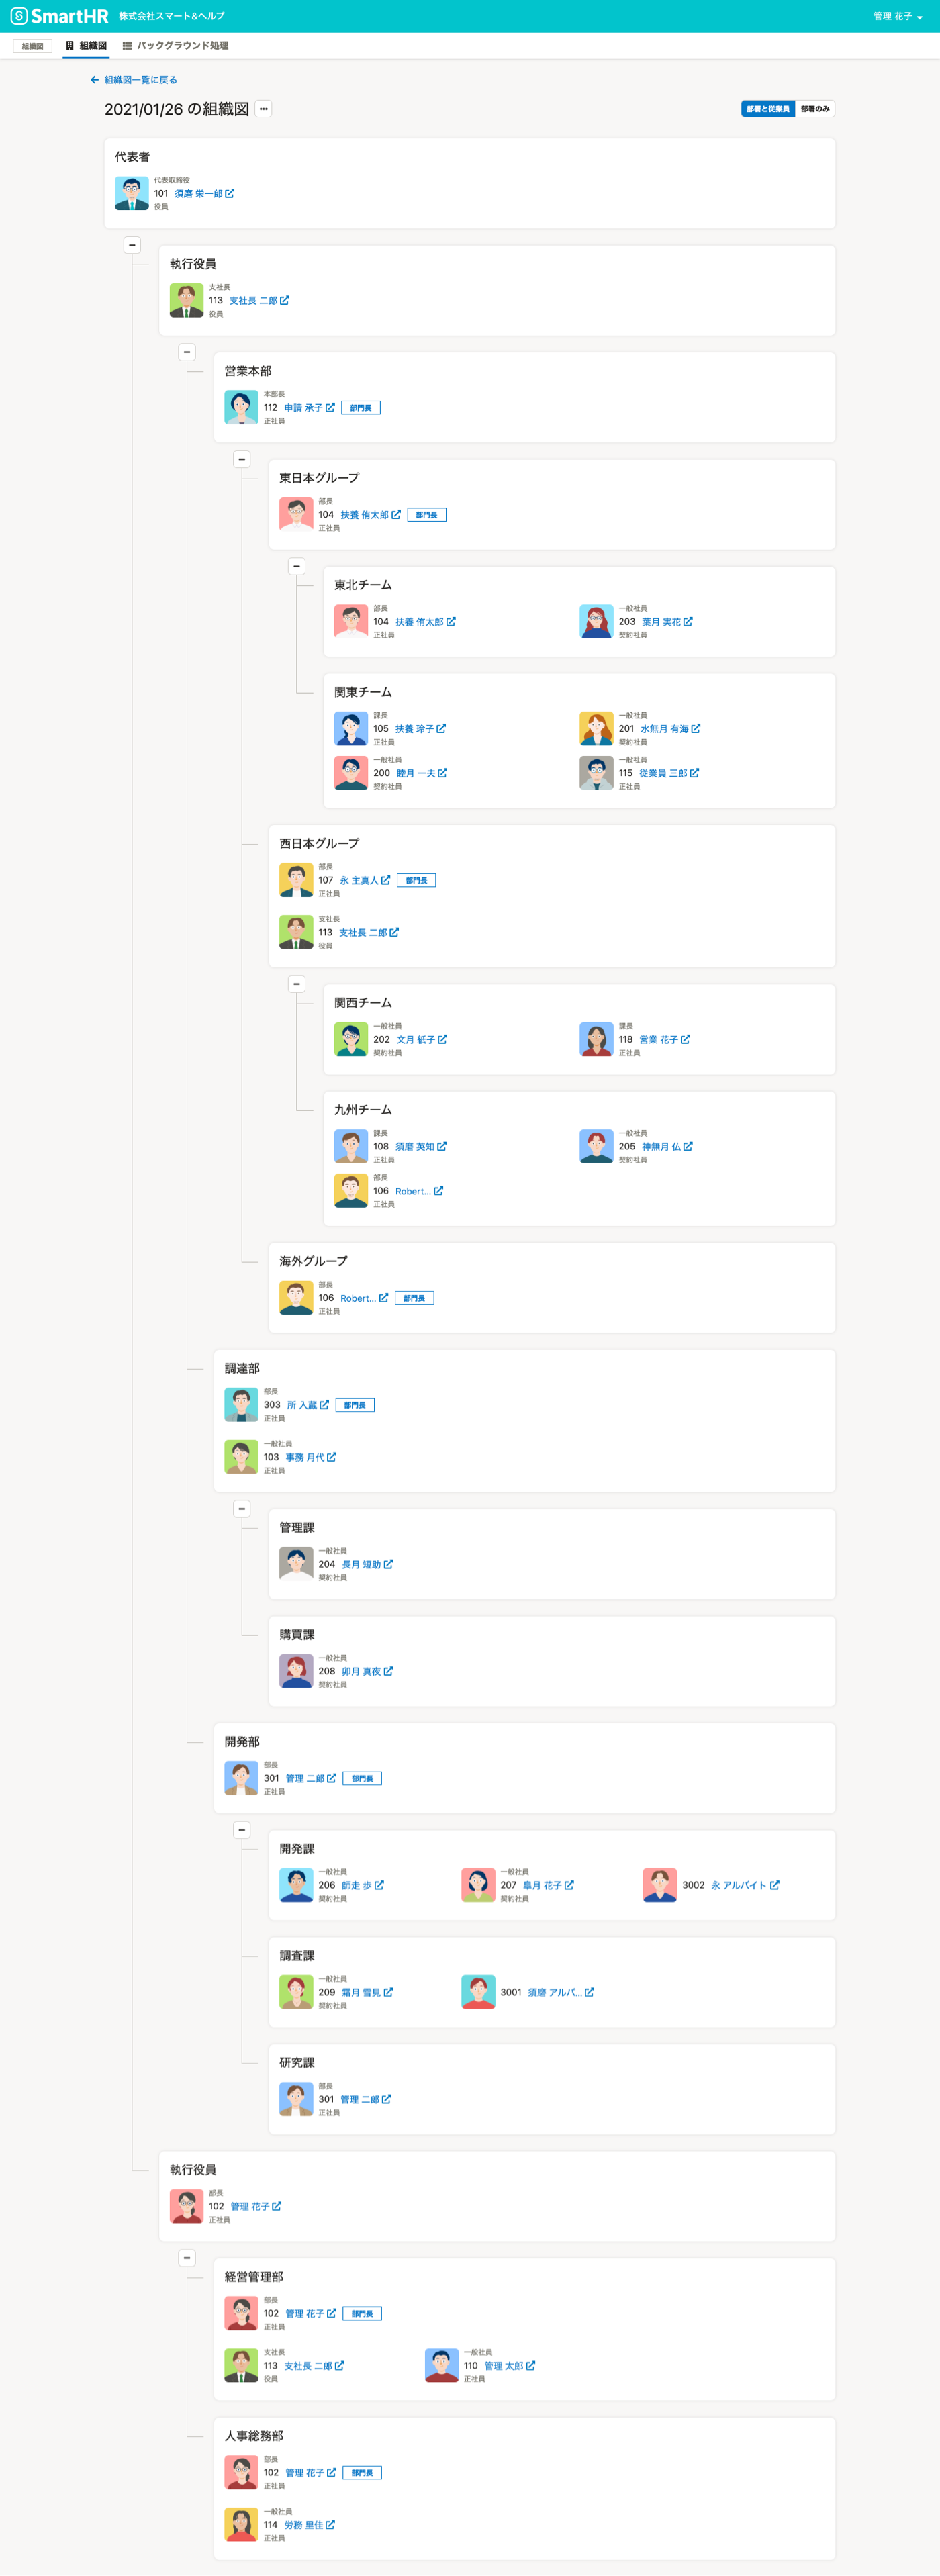 SmartHR 株式会社スマート&ヘルプ 管理 花子
組織図 組織図 バックグラウンド処理
組織図一覧に戻る
2021/01/26 の組織図 部署と従業員 部署のみ
代表者
代表取締役
101 須磨 栄一郎
役員
執行役員
支社長
113 支社長 二郎
役員
営業本部
本部長
112 申請 承子 部門長
正社員
東日本グループ
部長
104 扶養 侑太郎 部門長
正社員
東北チーム
部長 一般社員
104 扶養 侑太郎 203 葉月 実花
正社員 契約社員
関東チーム
課長 一般社員
105 扶養 玲子 201 水無月 有海
正社員 契約社員
一般社員 一般社員
200 睦月 一夫 115 従業員 三郎
契約社員 正社員
西日本グループ
部長
107 永 主真人 部門長
正社員
支社長
113 支社長 二郎
役員
関西チーム
一般社員 課長
202 文月 紙子 118 営業 花子
契約社員 正社員
九州チーム
課長 一般社員
108 須磨 英知 205 神無月 仏
正社員 契約社員
部長
106 Robert...
正社員
海外グループ
部長
106 Robert... 部門長
正社員
調達部
部長
303 所 入蔵 部門長
正社員
一般社員
103 事務 月代
正社員
管理課
一般社員
204 長月 短助
契約社員
購買課
一般社員
208 卯月 真夜
契約社員
開発部
部長
301 管理 二郎 部門長
正社員
開発課
一般社員 一般社員
206 師走 歩 207 皐月 花子 3002 永 アルバイト
契約社員 契約社員
調査課
一般社員
209 霜月 雪見 3001 須磨 アルバ...
契約社員
研究課
部長
301 管理 二郎
正社員
執行役員
部長
102 管理 花子
正社員
経営管理部
部長
102 管理 花子 部門長
正社員
支社長 一般社員
113 支社長 二郎 110 管理 太郎
役員 正社員
人事総務部
部長
102 管理 花子 部門長
正社員
一般社員
114 労務 里佳
正社員